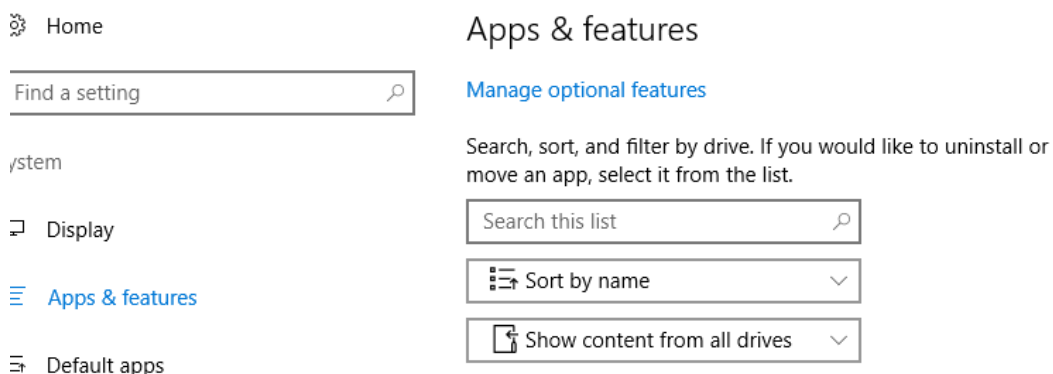 Home
Find a setting
ystem
Display
Apps & features
Default apps
Apps & features
Manage optional features
Search, sort, and filter by drive. If you would like to uninstall or
move an app, select it from the list.
Search this list
Sort by name
Show content from all drives